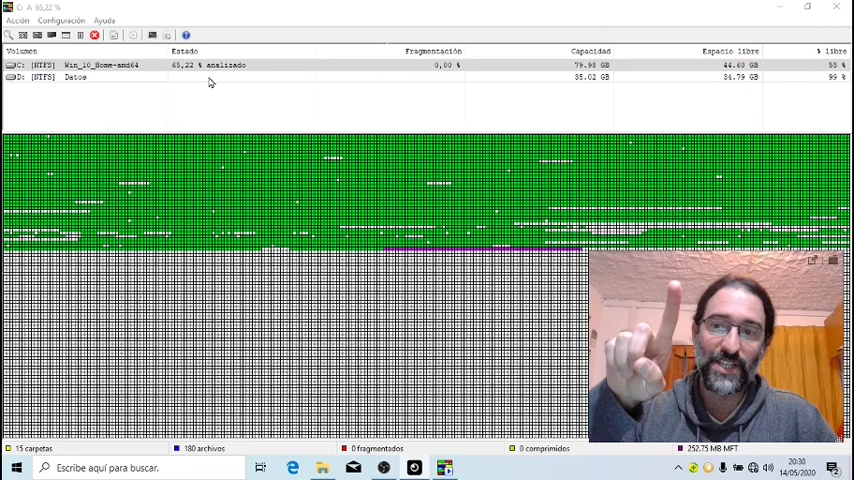 C: A 65,22 %
Acción Configuración Ayuda
Volumen Estado Fragmentación Capacidad Espacio libre % libre
C: [NTFS] Win_10_Home-amd64 65,22 % analizado 0,00 % 79.98 GB 44.60 GB 55 %
D: [NTFS] Datos 35.02 GB 34.79 GB 99 %
15 carpetas 180 archivos 0 fragmentados 0 comprimidos 252.75 MB MFT
Escribe aquí para buscar. 20:30
14/05/2020 2